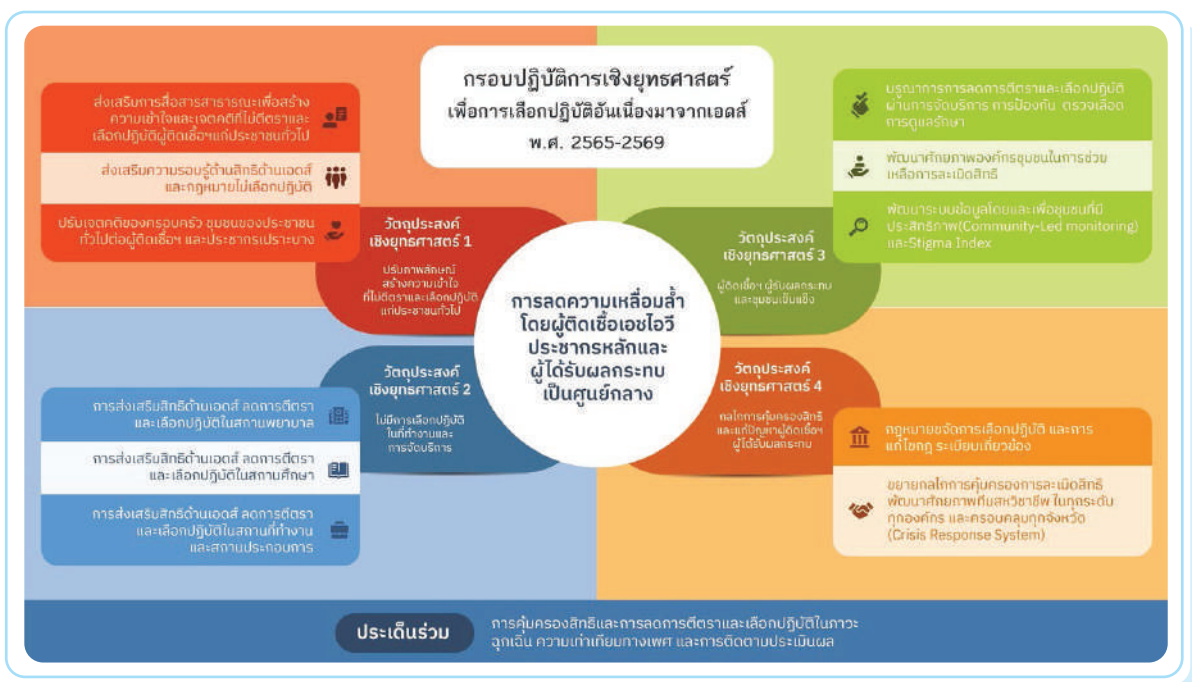 กรอบปฏิบัติการเชิงยุทธศาสตร์
เพื่อการเลือกปฏิบัติอันเนื่องมาจากเอดส์
พ.ศ. 2565-2569
ส่งเสริมการสื่อสารสาธารณะเพื่อสร้าง
ความเข้าใจและเจตคติที่ไม่ตีตราและ
เลือกปฏิบัติผู้ติดเชื้อฯแก่ประชาชนทั่วไป
ส่งเสริมความรอบรู้ด้านสิทธิด้านเอดส์
และกฎหมายไม่เลือกปฏิบัติ
ปรับเจตคติของครอบครัว ชุมชนของประชาชน
ทั่วไปต่อผู้ติดเชื้อฯ และประชากรเปราะบาง
วัตถุประสงค์
เชิงยุทธศาสตร์ 1
ปรับภาพลักษณ์
สร้างความเข้าใจ
ที่ไม่ตีตราและเลือกปฏิบัติ
แก่ประชาชนทั่วไป
บูรณาการการลดการตีตราและเลือกปฏิบัติ
ผ่านการจัดบริการ การป้องกัน ตรวจเลือด
การดูแลรักษา
พัฒนาศักยภาพองค์กรชุมชนในการช่วย
เหลือการละเมิดสิทธิ
พัฒนาระบบข้อมูลโดยและเพื่อชุมชนที่มี
ประสิทธิภาพ(Community-Led monitoring)
และStigma Index
วัตถุประสงค์
เชิงยุทธศาสตร์ 3
ผู้ติดเชื้อฯ ผู้รับผลกระทบ
และชุมชนเข้มแข็ง
การลดความเหลื่อมล้ำ
โดยผู้ติดเชื้อเอชไอวี
ประชากรหลักและ
ผู้ได้รับผลกระทบ
เป็นศูนย์กลาง
วัตถุประสงค์
เชิงยุทธศาสตร์ 2
ไม่มีการเลือกปฏิบัติ
ในที่ทำงานและ
การจัดบริการ
การส่งเสริมสิทธิด้านเอดส์ ลดการตีตรา
และเลือกปฏิบัติในสถานพยาบาล
การส่งเสริมสิทธิด้านเอดส์ ลดการตีตรา
และเลือกปฏิบัติในสถานศึกษา
การส่งเสริมสิทธิด้านเอดส์ ลดการตีตรา
และเลือกปฏิบัติในสถานที่ทำงาน
และสถานประกอบการ
วัตถุประสงค์
เชิงยุทธศาสตร์ 4
กลไกการคุ้มครองสิทธิ
และแก้ปัญหาผู้ติดเชื้อฯ
ผู้ได้รับผลกระทบ
กฎหมายขจัดการเลือกปฏิบัติ และการ
แก้ไขกฎ ระเบียบเกี่ยวข้อง
ขยายกลไกการคุ้มครองการละเมิดสิทธิ
พัฒนาศักยภาพทีมสหวิชาชีพ ในทุกระดับ
ทุกองค์กร และครอบคลุมทุกจังหวัด
(Crisis Response System)
ประเด็นร่วม
การคุ้มครองสิทธิและการลดการตีตราและเลือกปฏิบัติในภาวะ
ฉุกเฉิน ความเท่าเทียมทางเพศ และการติดตามประเมินผล